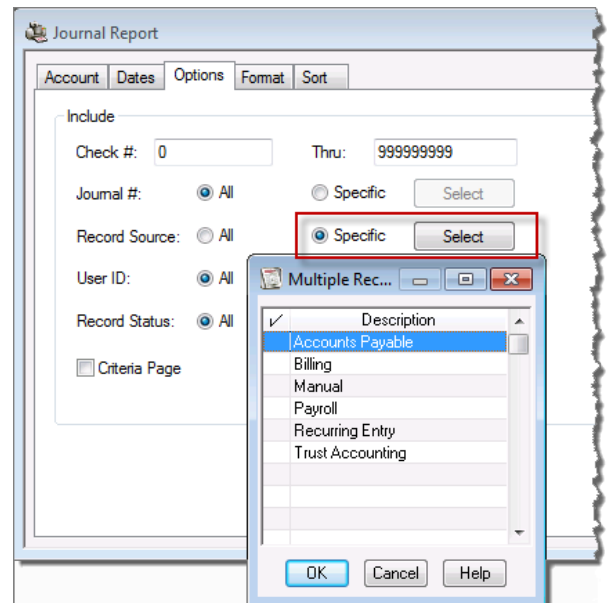 Journal Report
Account Dates Options Format Sort
Include
Check #: 0 Thru: 999999999
Journal #: All Specific Select
Record Source: All Specific Select
User ID: All
Multiple Rec...
Record Status: All
Description
Accounts Payable
Criteria Page
Billing
Manual
Payroll
Recurring Entry
Trust Accounting
OK Cancel Help